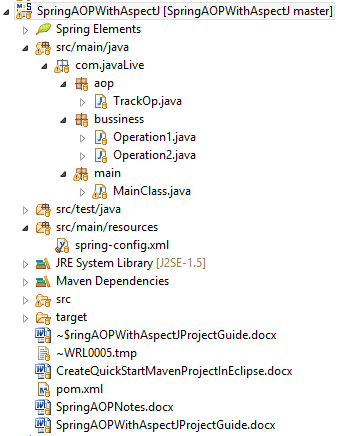 SpringAOPWithAspectJ [SpringAOPWithAspectJ master]
Spring Elements
src/main/java
com.javaLive
aop
TrackOp.java
bussiness
Operation1.java
Operation2.java
main
MainClass.java
src/test/java
src/main/resources
spring-config.xml
JRE System Library [J2SE-1.5]
Maven Dependencies
src
target
~$ringAOPWithAspectJProjectGuide.docx
~WRL0005.tmp
CreateQuickStartMavenProjectInEclipse.docx
pom.xml
SpringAOPNotes.docx
SpringAOPWithAspectJProjectGuide.docx